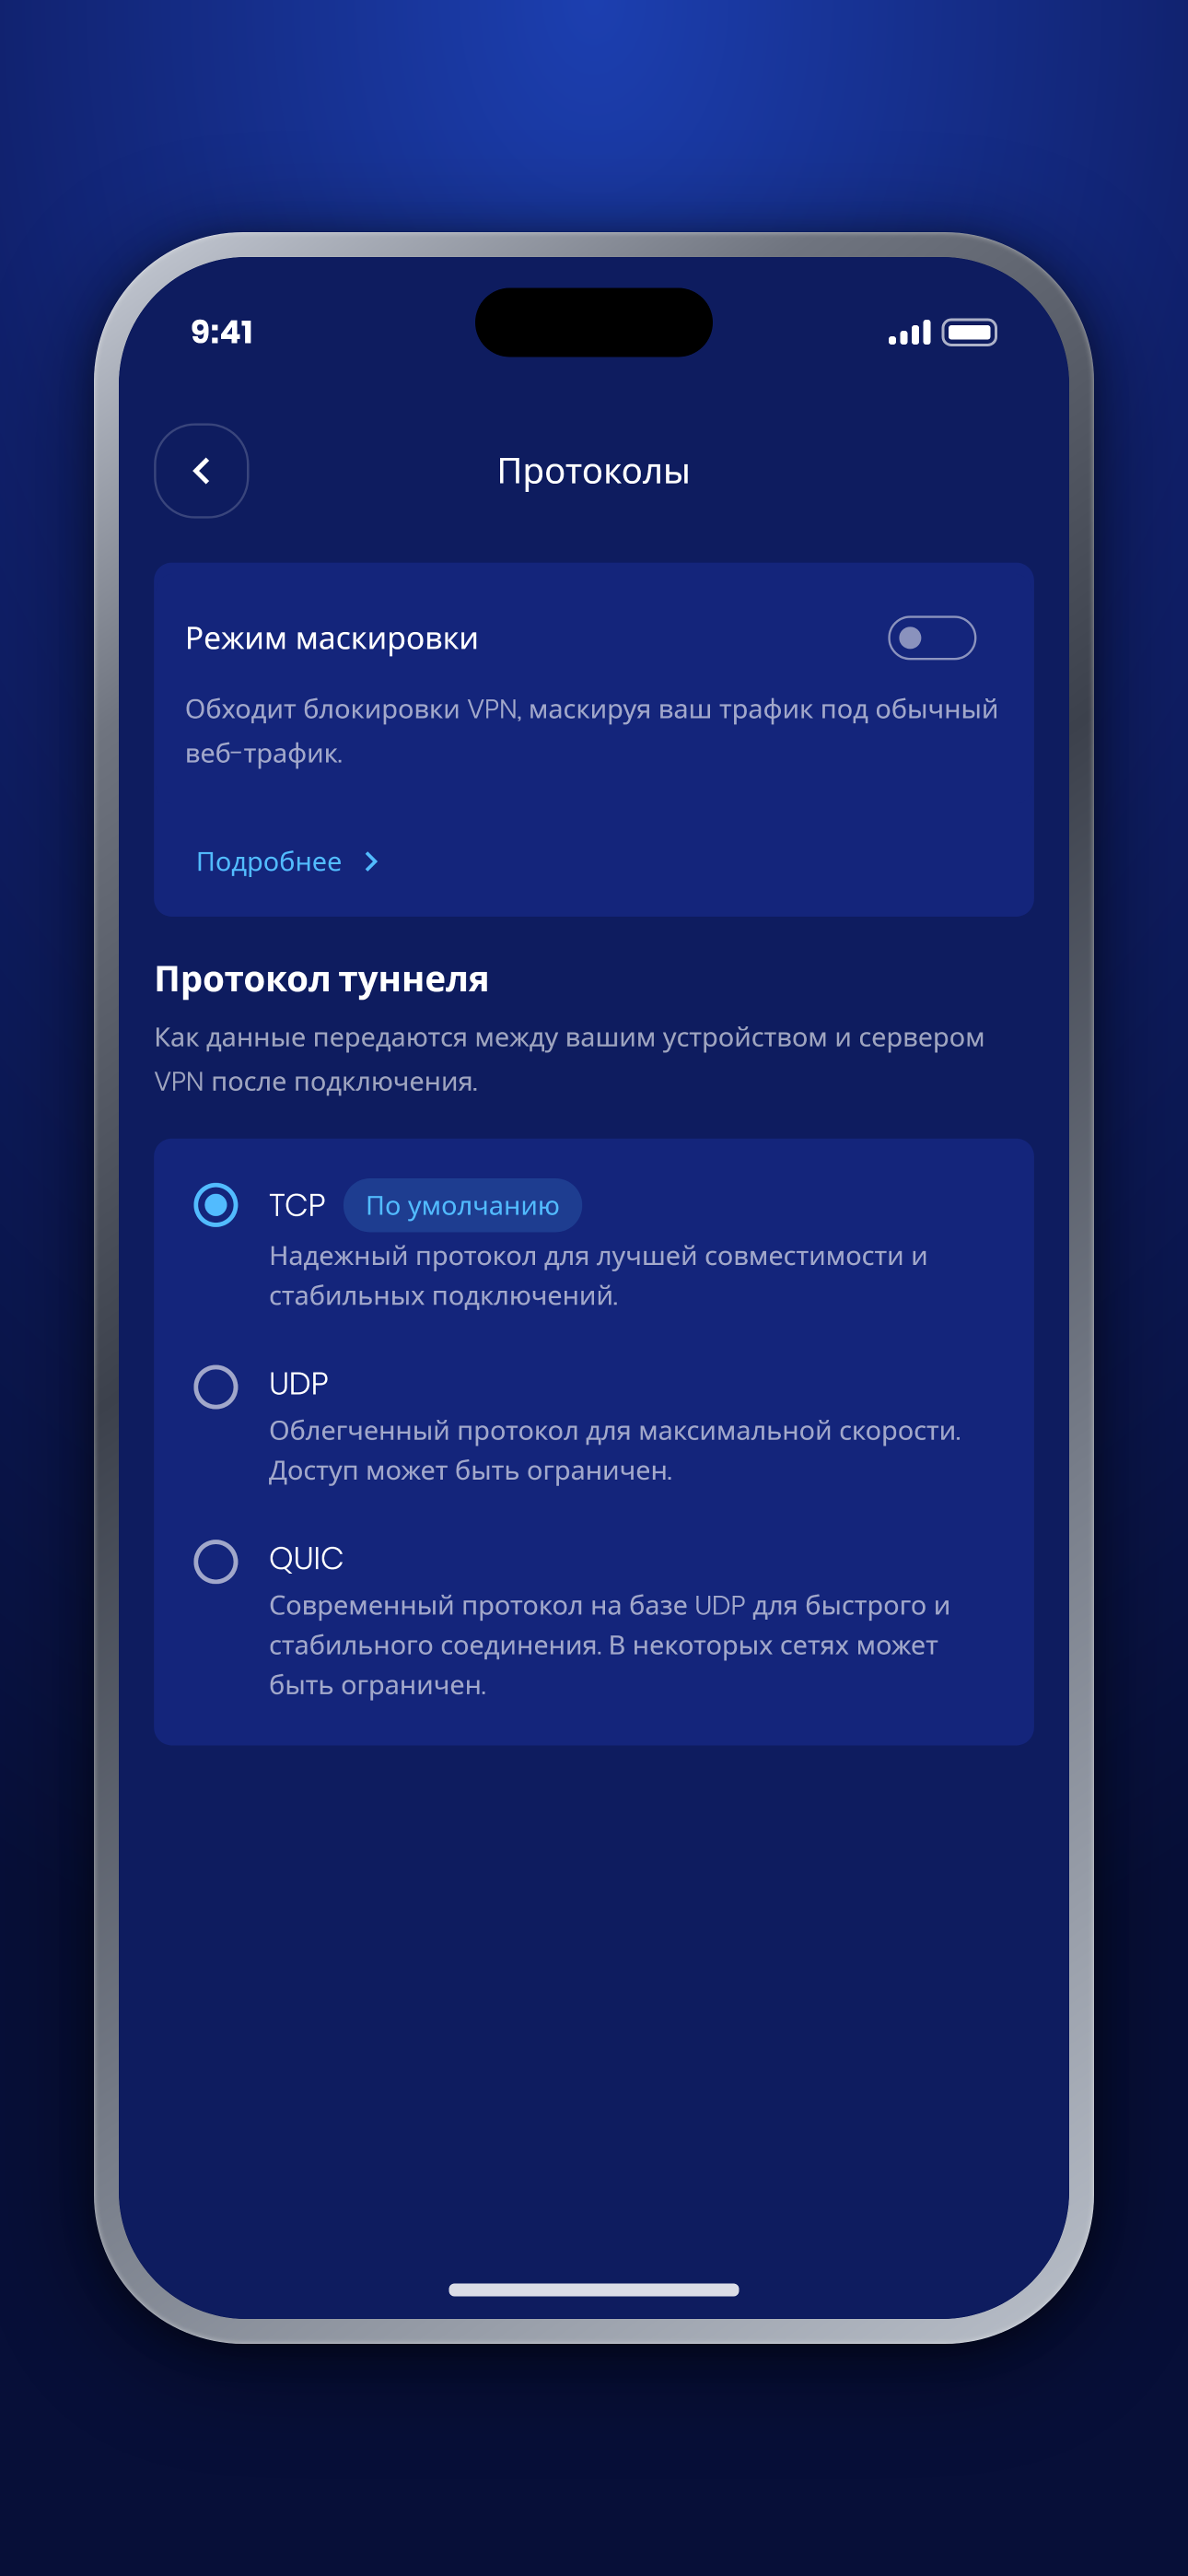 9:41
Протоколы
Режим маскировки
Обходит блокировки VPN, маскируя ваш трафик под обычный
веб-трафик.
Подробнее
Протокол туннеля
Как данные передаются между вашим устройством и сервером
VPN после подключения.
TCP По умолчанию
Надежный протокол для лучшей совместимости и
стабильных подключений.
UDP
Облегченный протокол для максимальной скорости.
Доступ может быть ограничен.
QUIC
Современный протокол на базе UDP для быстрого и
стабильного соединения. В некоторых сетях может
быть ограничен.